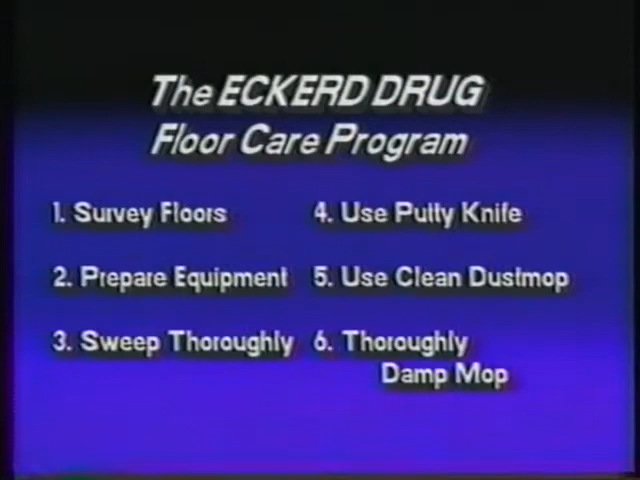 The ECKERD DRUG
Floor Care Program
1. Survey Floors
2. Prepare Equipment
3. Sweep Thoroughly
4. Use Putty Knife
5. Use Clean Dustmop
6. Thoroughly
Damp Mop